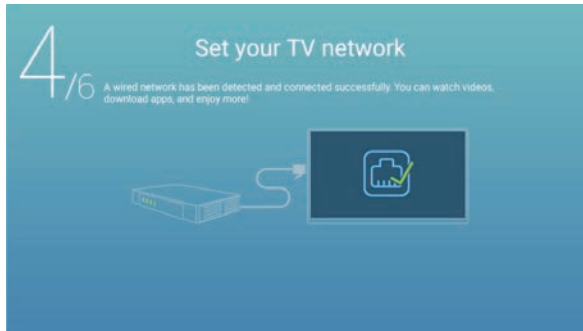 4/6
Set your TV network
A wired network has been detected and connected successfully. You can watch videos,
download apps, and enjoy more!